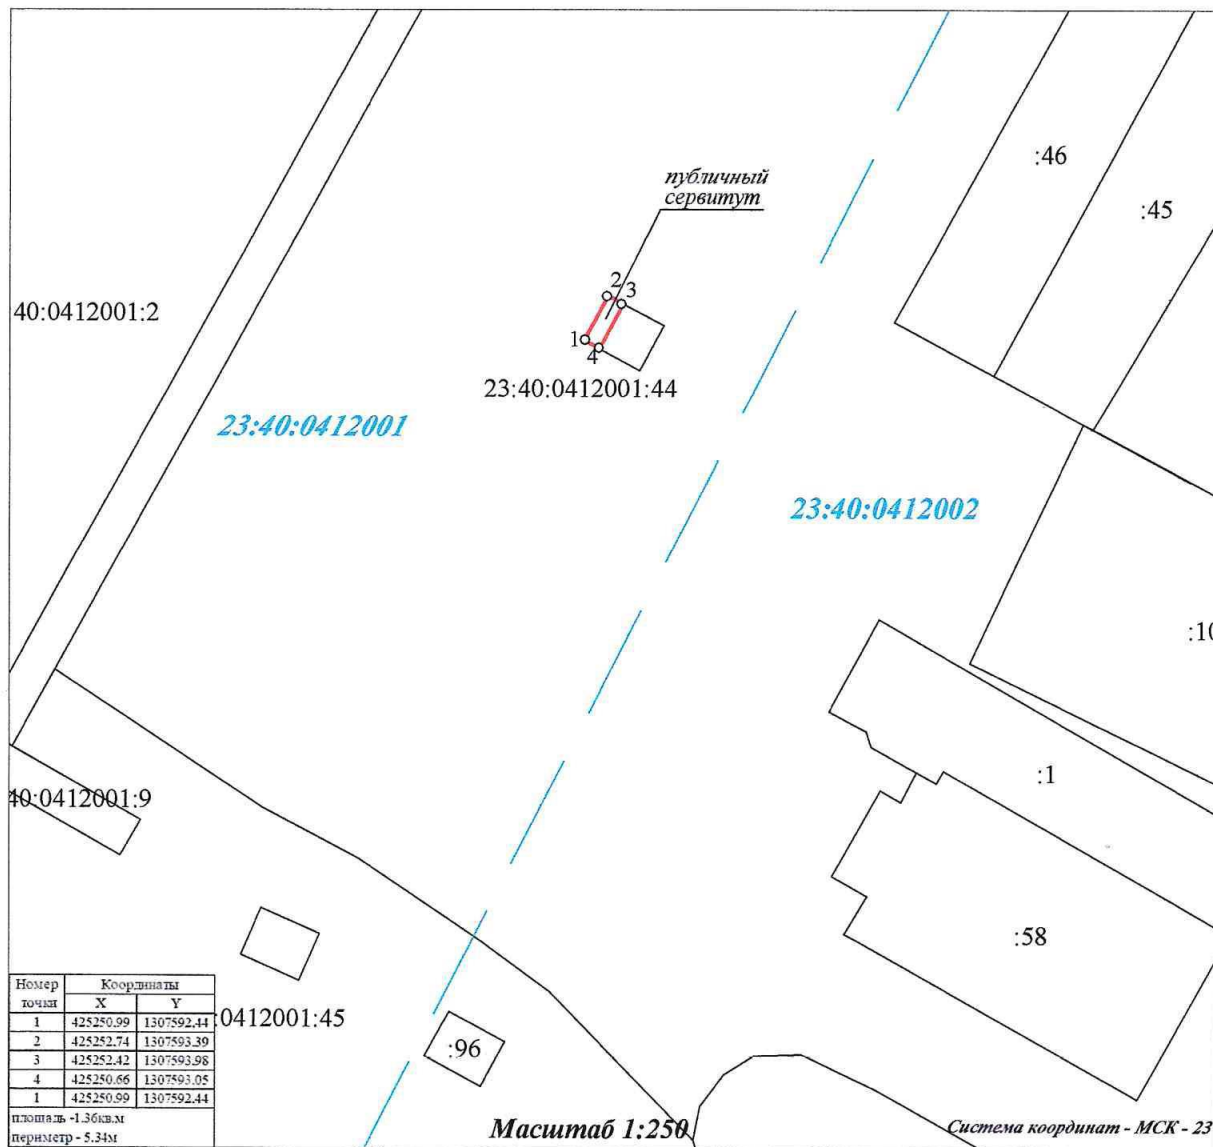 :46
:45
публичный
сервитут
2
3
1
4
40:0412001:2
23:40:0412001:44
23:40:0412001
23:40:0412002
:10
:1
40:0412001:9
:58
:0412001:45
:96
Номер точки Координаты
X Y
1 425250.99 1307592.44
2 425252.74 1307593.39
3 425252.42 1307593.98
4 425250.66 1307593.05
1 425250.99 1307592.44
площадь -1.36кв.м
периметр - 5.34м
Масштаб 1:250
Система координат - МСК - 23